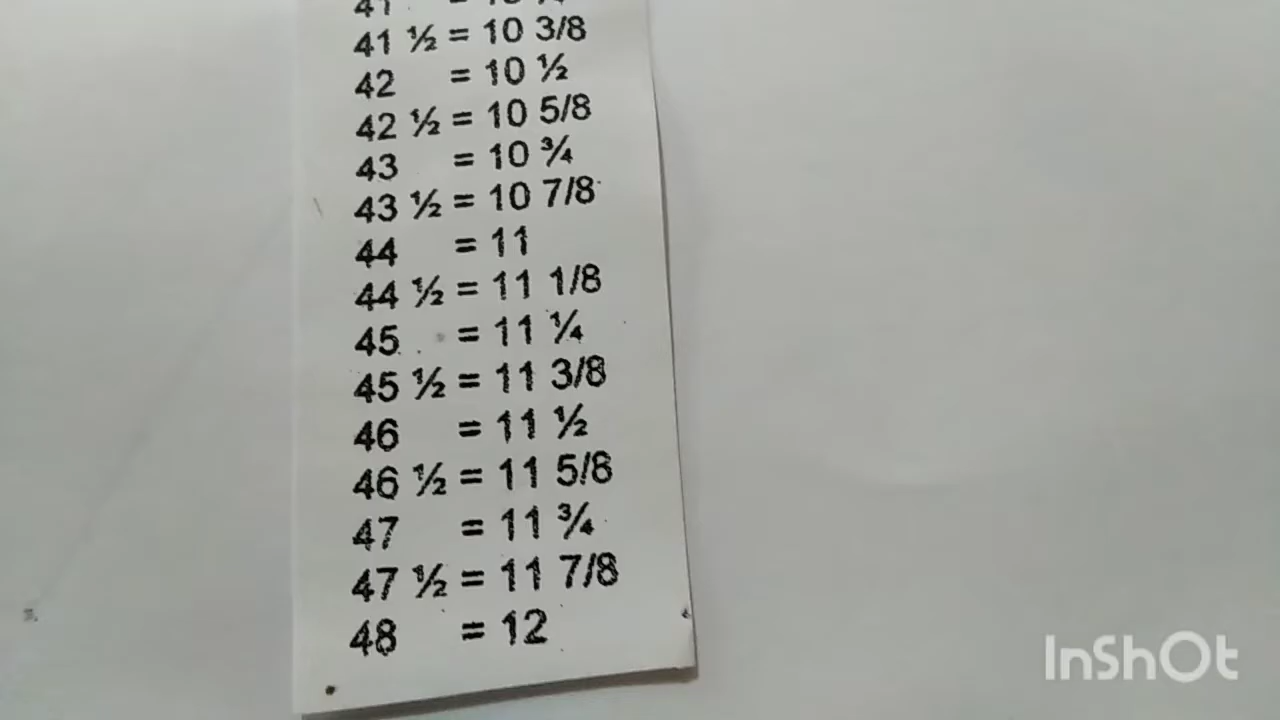 41
41 ½ = 10 3/8
42 = 10 ½
42 ½ = 10 5/8
43 = 10 ¾
43 ½ = 10 7/8
44 = 11
44 ½ = 11 1/8
45 = 11 ¼
45 ½ = 11 3/8
46 = 11 ½
46 ½ = 11 5/8
47 = 11 ¾
47 ½ = 11 7/8
48 = 12
InShOt